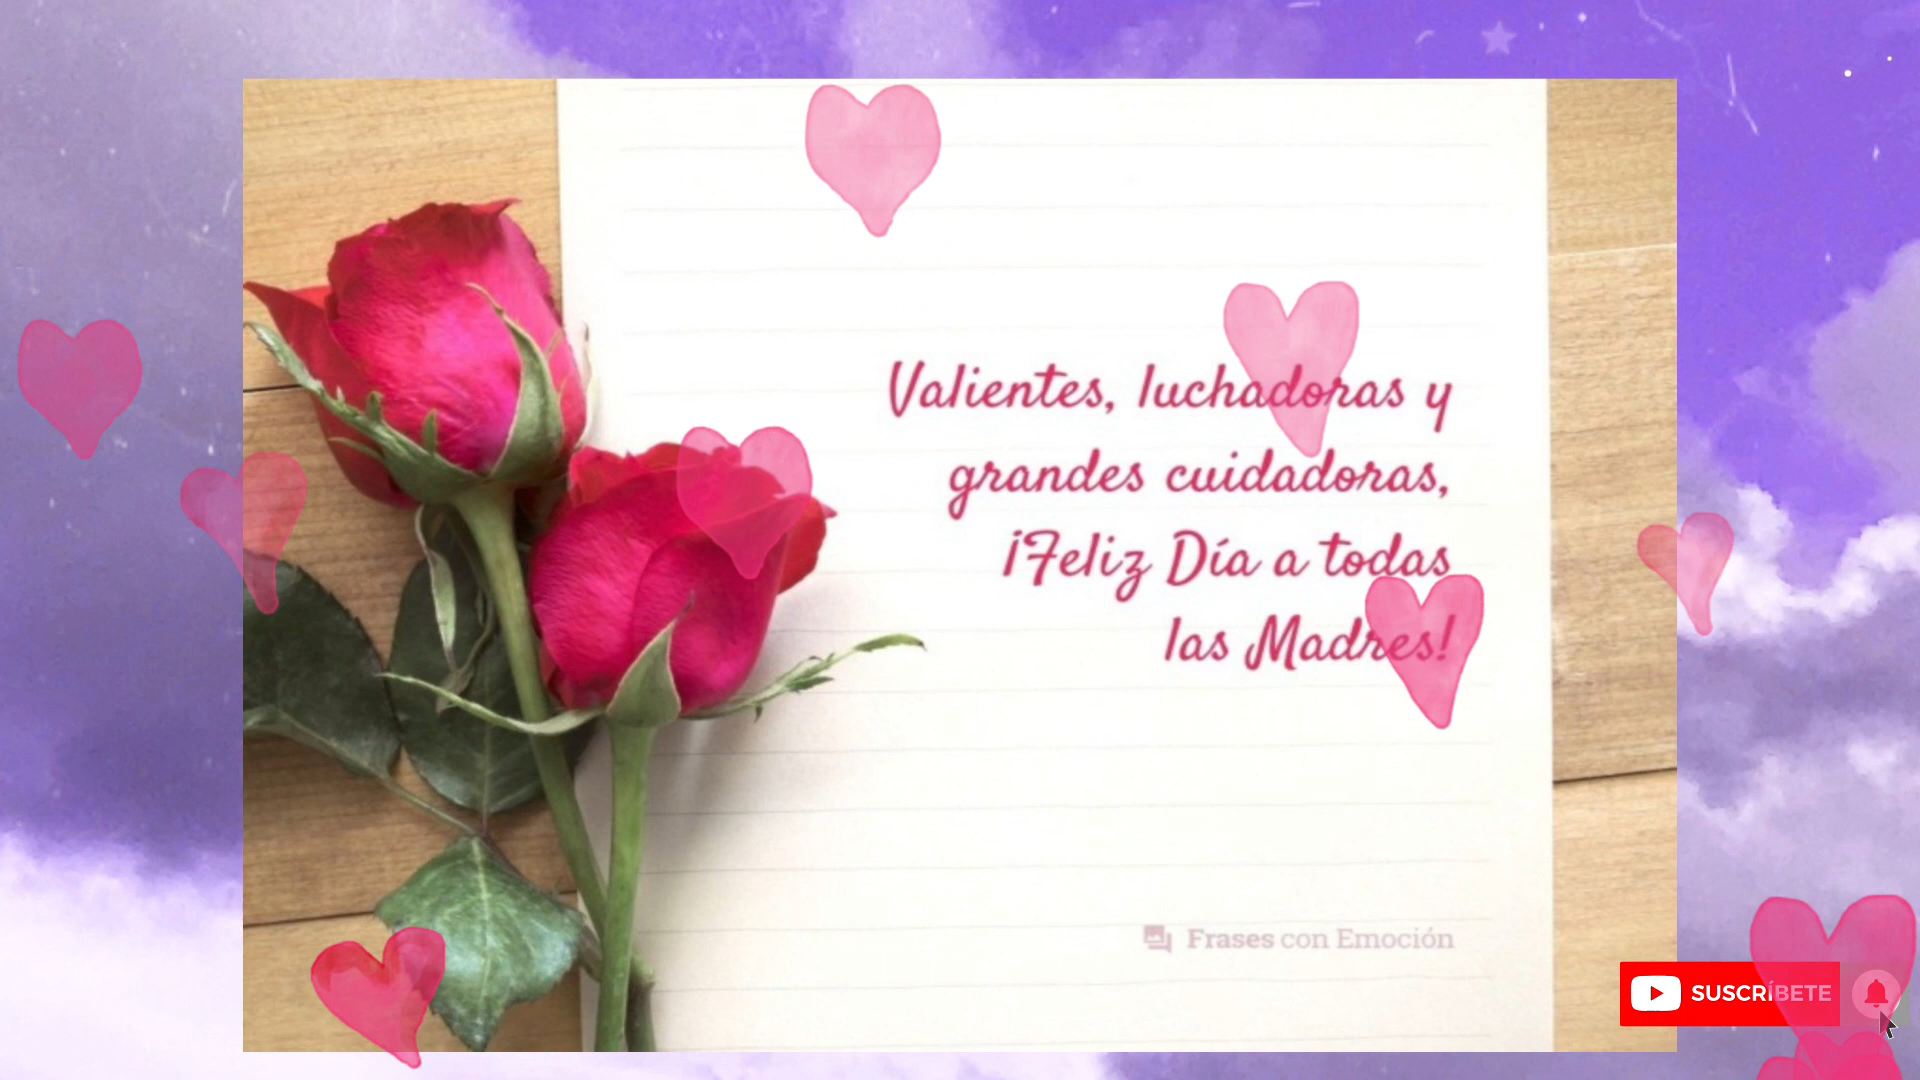 Valientes, luchadoras y
grandes cuidadoras,
¡Feliz Día a todas
las Madres!
Frases con Emoción
SUSCRÍBETE